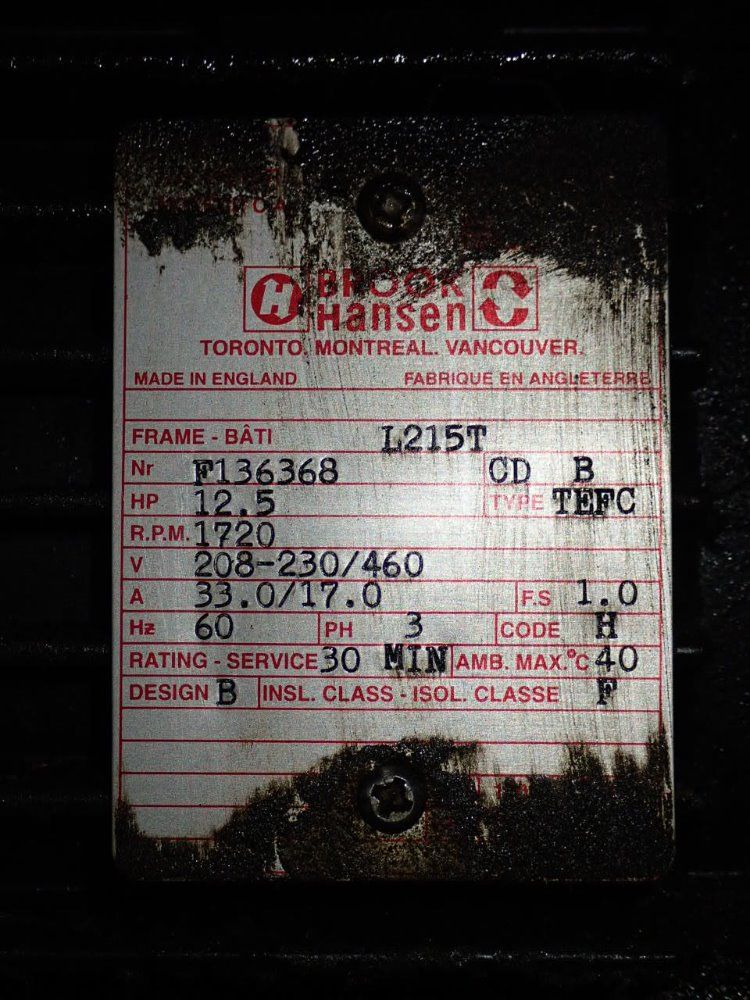 H BROOK
Hansen
TORONTO. MONTREAL. VANCOUVER.
MADE IN ENGLAND FABRIQUE EN ANGLETERRE
FRAME - BÂTI L215T
Nr F136368 CD B
HP 12.5 TYPE TEFC
R.P.M. 1720
V 208-230/460
A 33.0/17.0 F.S 1.0
Hz 60 PH 3 CODE H
RATING - SERVICE 30 MIN AMB. MAX.°C 40
DESIGN B INSL. CLASS - ISOL. CLASSE F